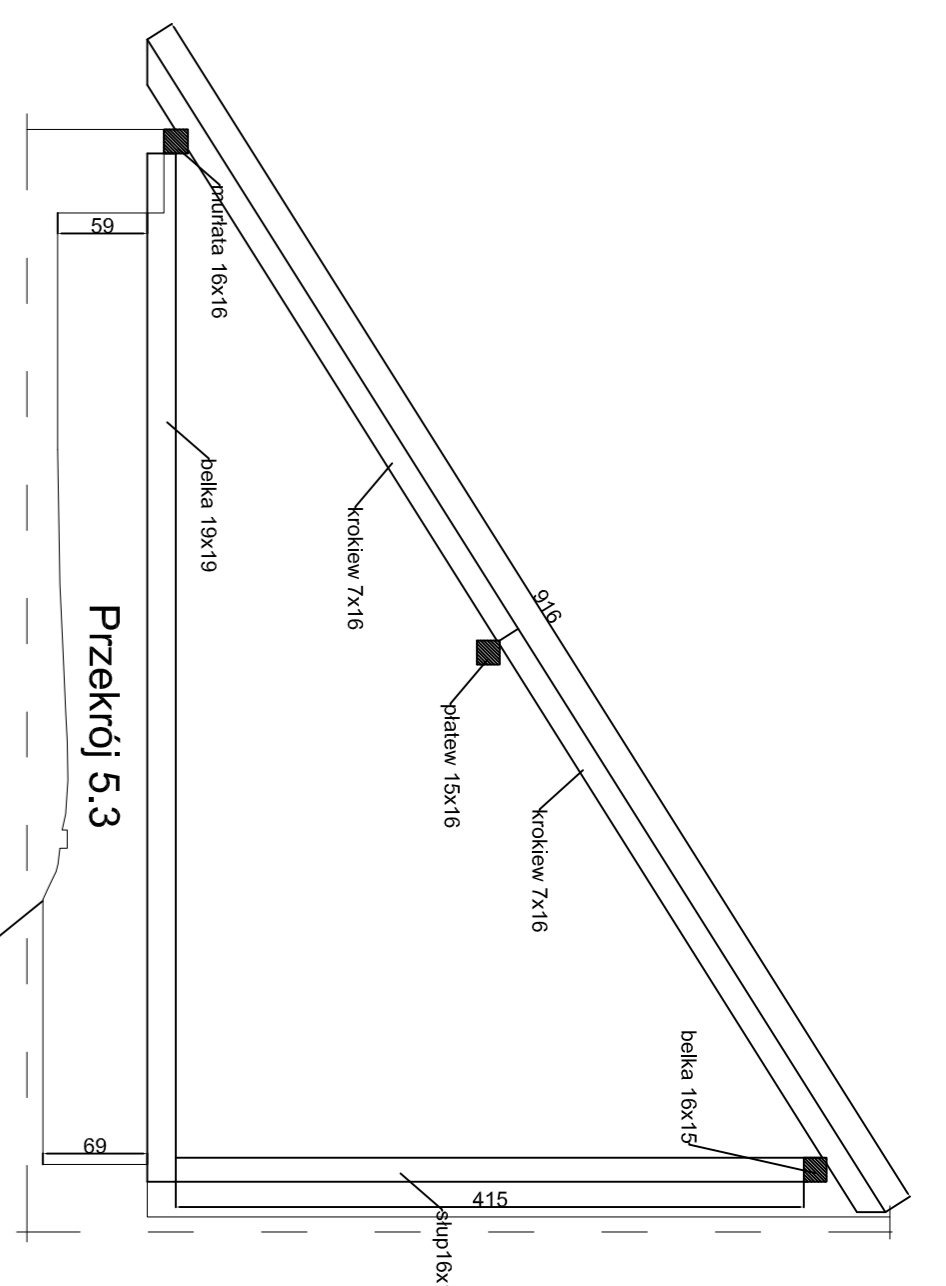 916
belka 16x15
krokiew 7x16
płatew 15x16
krokiew 7x16
415
słup16x
murłata 16x16
belka 19x19
59
69
Przekrój 5.3